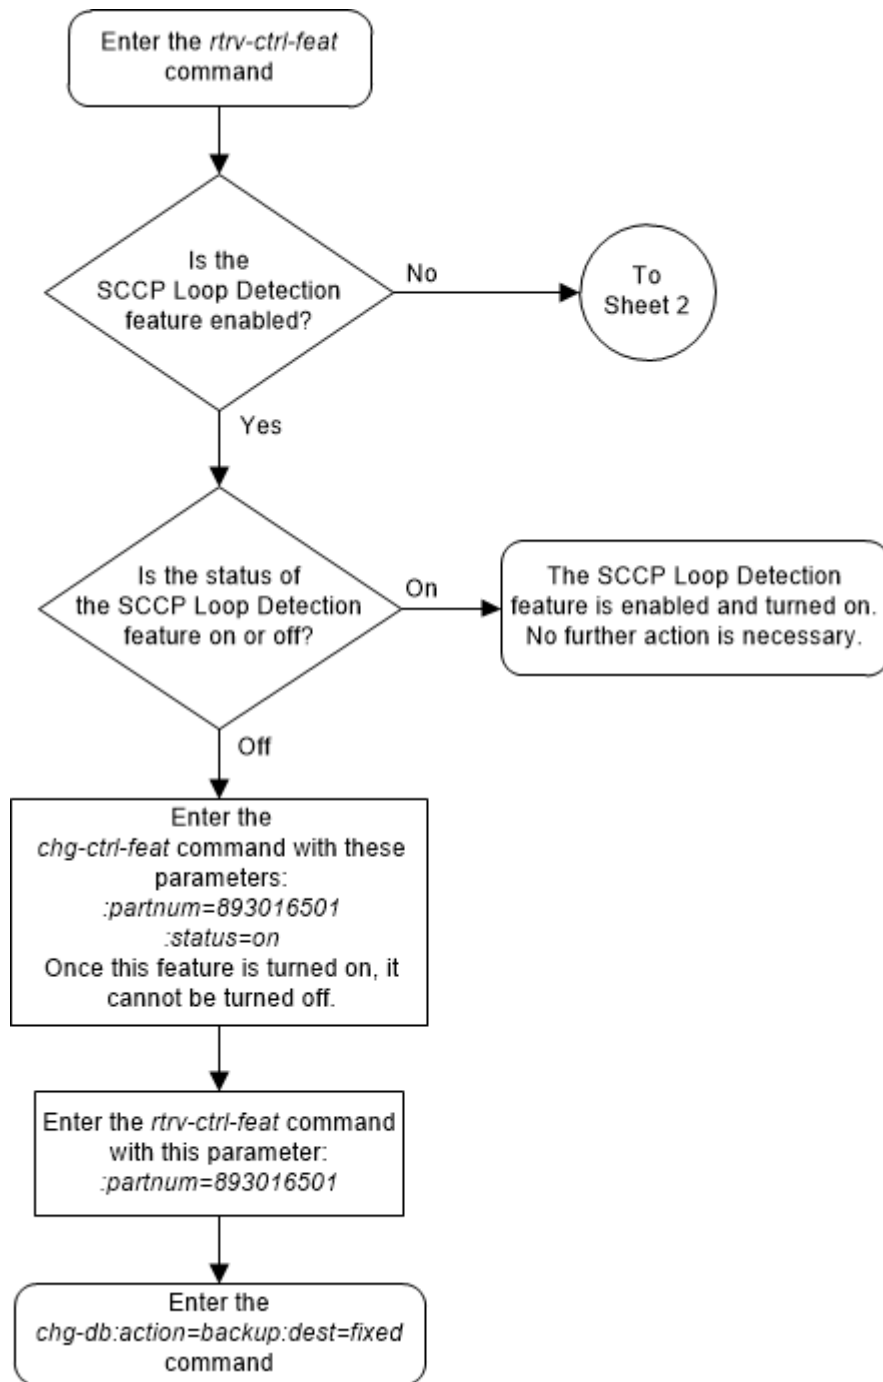 Enter the rtrv-ctrl-feat
command
Is the
SCCP Loop Detection
feature enabled?
No
To
Sheet 2
Yes
Is the status of
the SCCP Loop Detection
feature on or off?
On
The SCCP Loop Detection
feature is enabled and turned on.
No further action is necessary.
Off
Enter the
chg-ctrl-feat command with these
parameters:
:partnum=893016501
:status=on
Once this feature is turned on, it
cannot be turned off.
Enter the rtrv-ctrl-feat command
with this parameter:
:partnum=893016501
Enter the
chg-db:action=backup:dest=fixed
command